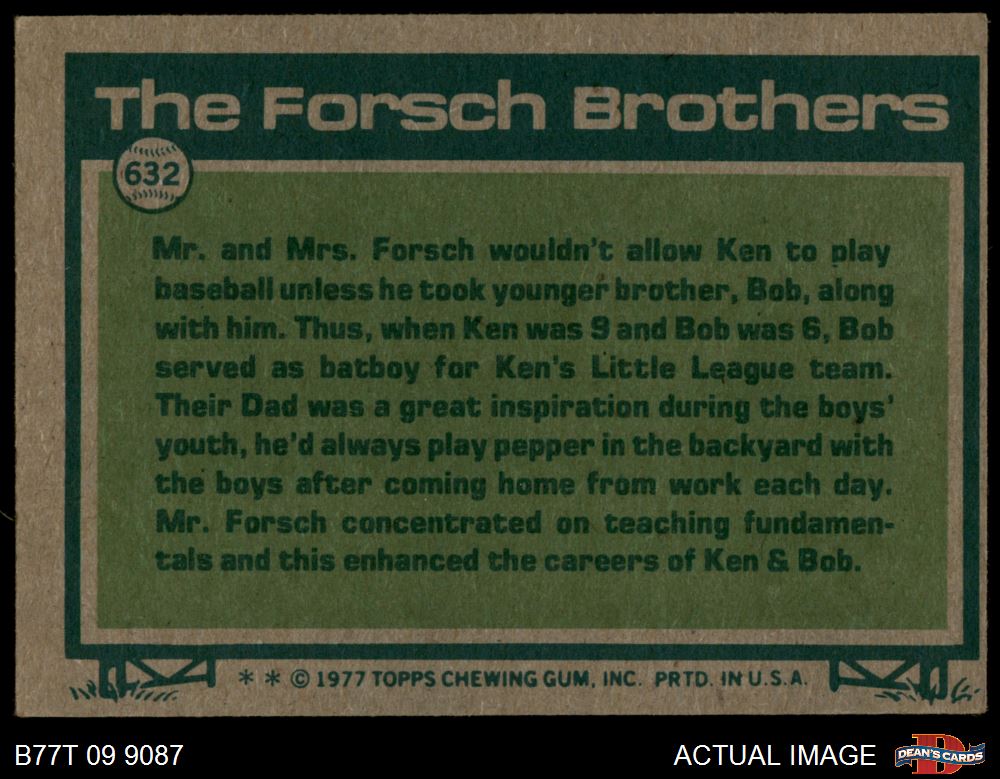 The Forsch Brothers
632
Mr. and Mrs. Forsch wouldn't allow Ken to play
baseball unless he took younger brother, Bob, along
with him. Thus, when Ken was 9 and Bob was 6, Bob
served as batboy for Ken's Little League team.
Their Dad was a great inspiration during the boys'
youth, he'd always play pepper in the backyard with
the boys after coming home from work each day.
Mr. Forsch concentrated on teaching fundamen-
tals and this enhanced the careers of Ken & Bob.
* * © 1977 TOPPS CHEWING GUM, INC. PRTD. IN U.S.A.
B77T 09 9087
ACTUAL IMAGE
D
DEAN'S CARDS